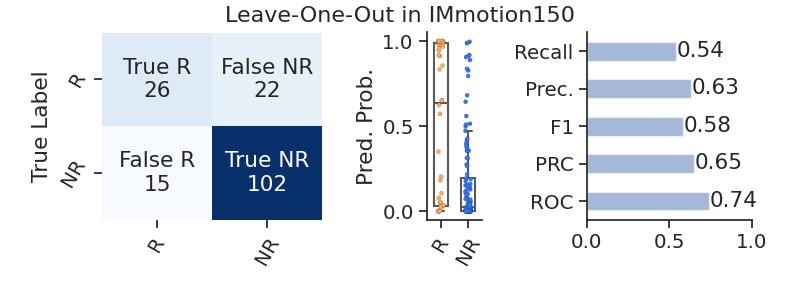 Leave-One-Out in IMmotion150
True Label
R
NR
True R
26
False NR
22
False R
15
True NR
102
R
NR
Pred. Prob.
1.0
0.5
0.0
R
NR
Recall
0.54
Prec.
0.63
F1
0.58
PRC
0.65
ROC
0.74
0.0
0.5
1.0